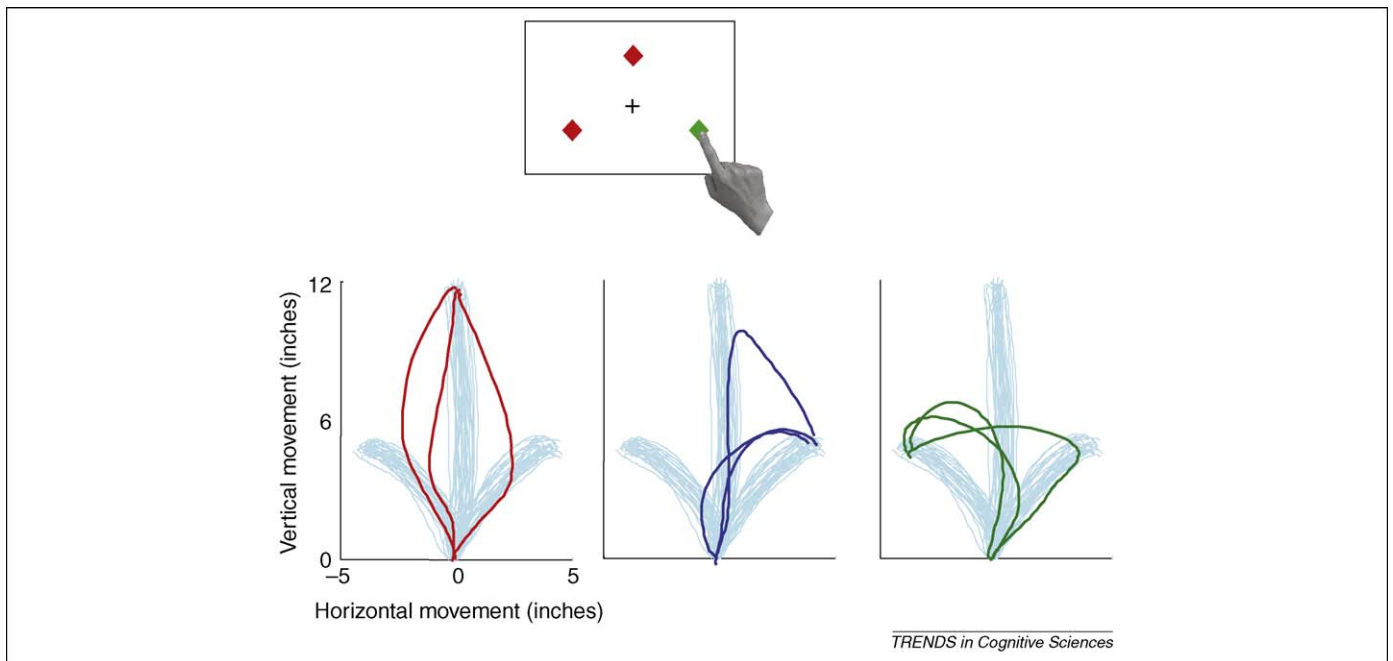 12
6
0
–5
0
5
Vertical movement (inches)
Horizontal movement (inches)
TRENDS in Cognitive Sciences